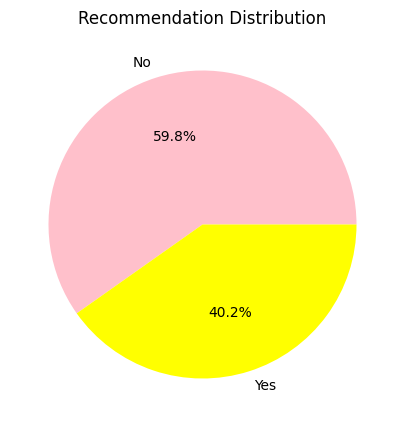 Recommendation Distribution
No
59.8%
40.2%
Yes